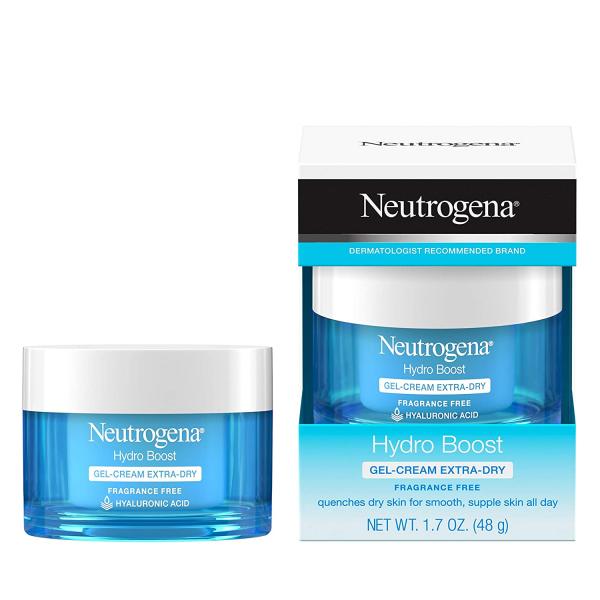 Neutrogena®
Hydro Boost
GEL-CREAM EXTRA-DRY
FRAGRANCE FREE
HYALURONIC ACID
Neutrogena®
Neutrogena®
DERMATOLOGIST RECOMMENDED BRAND
Neutrogena®
Hydro Boost
GEL-CREAM EXTRA-DRY
FRAGRANCE FREE
HYALURONIC ACID
Hydro Boost
GEL-CREAM EXTRA-DRY
FRAGRANCE FREE
quenches dry skin for smooth, supple skin all day
NET WT. 1.7 OZ. (48 g)